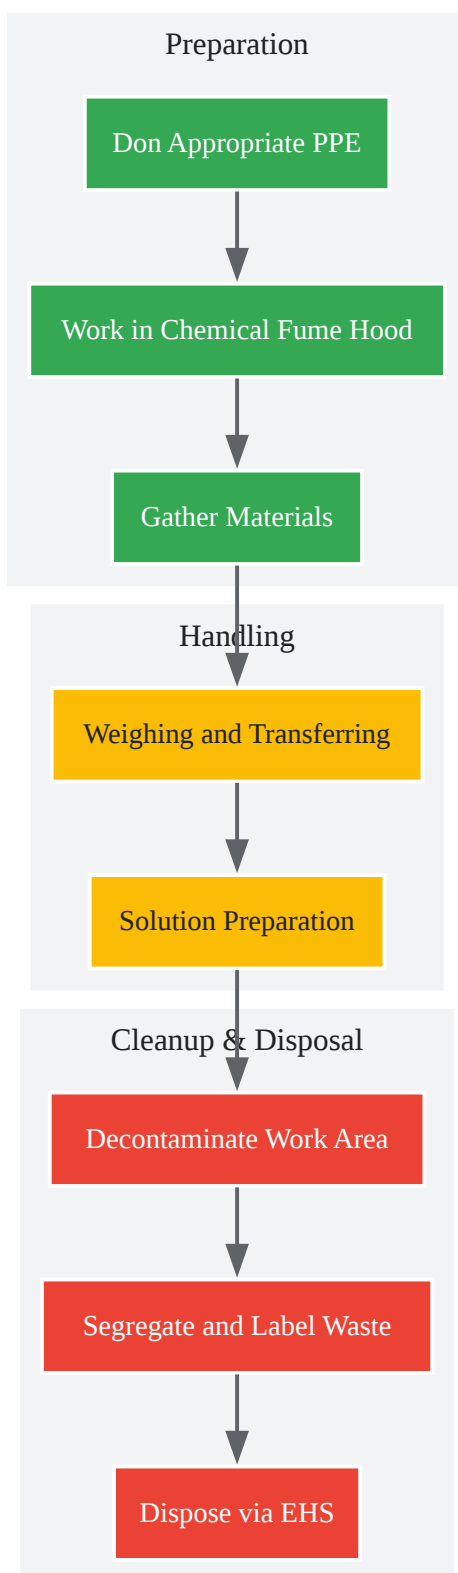 Preparation
Don Appropriate PPE
Work in Chemical Fume Hood
Gather Materials
Handling
Weighing and Transferring
Solution Preparation
Cleanup & Disposal
Decontaminate Work Area
Segregate and Label Waste
Dispose via EHS